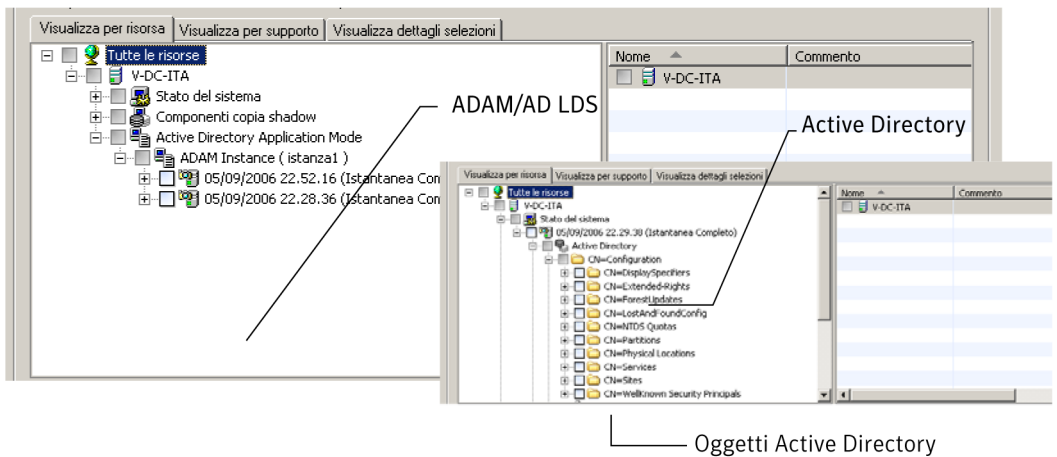 Visualizza per risorsa Visualizza per supporto Visualizza dettagli selezioni
Tutte le risorse
V-DC-ITA
Stato del sistema
Componenti copia shadow
Active Directory Application Mode
ADAM Instance ( istanza1 )
05/09/2006 22.52.16 (Istantanea Con
05/09/2006 22.28.36 (Istantanea Con
Nome Commento
V-DC-ITA
ADAM/AD LDS
Active Directory
Visualizza per risorsa Visualizza per supporto Visualizza dettagli selezioni
Tutte le risorse
V-DC-ITA
Stato del sistema
05/09/2006 22.29.38 (Istantanea Completo)
Active Directory
CN=Configuration
CN=DisplaySpecifiers
CN=Extended-Rights
CN=ForestUpdates
CN=LostAndFoundConfig
CN=NTDS Quotas
CN=Partitions
CN=Physical Locations
CN=Services
CN=Sites
CN=WellKnown Security Principals
Nome Commento
V-DC-ITA
Oggetti Active Directory